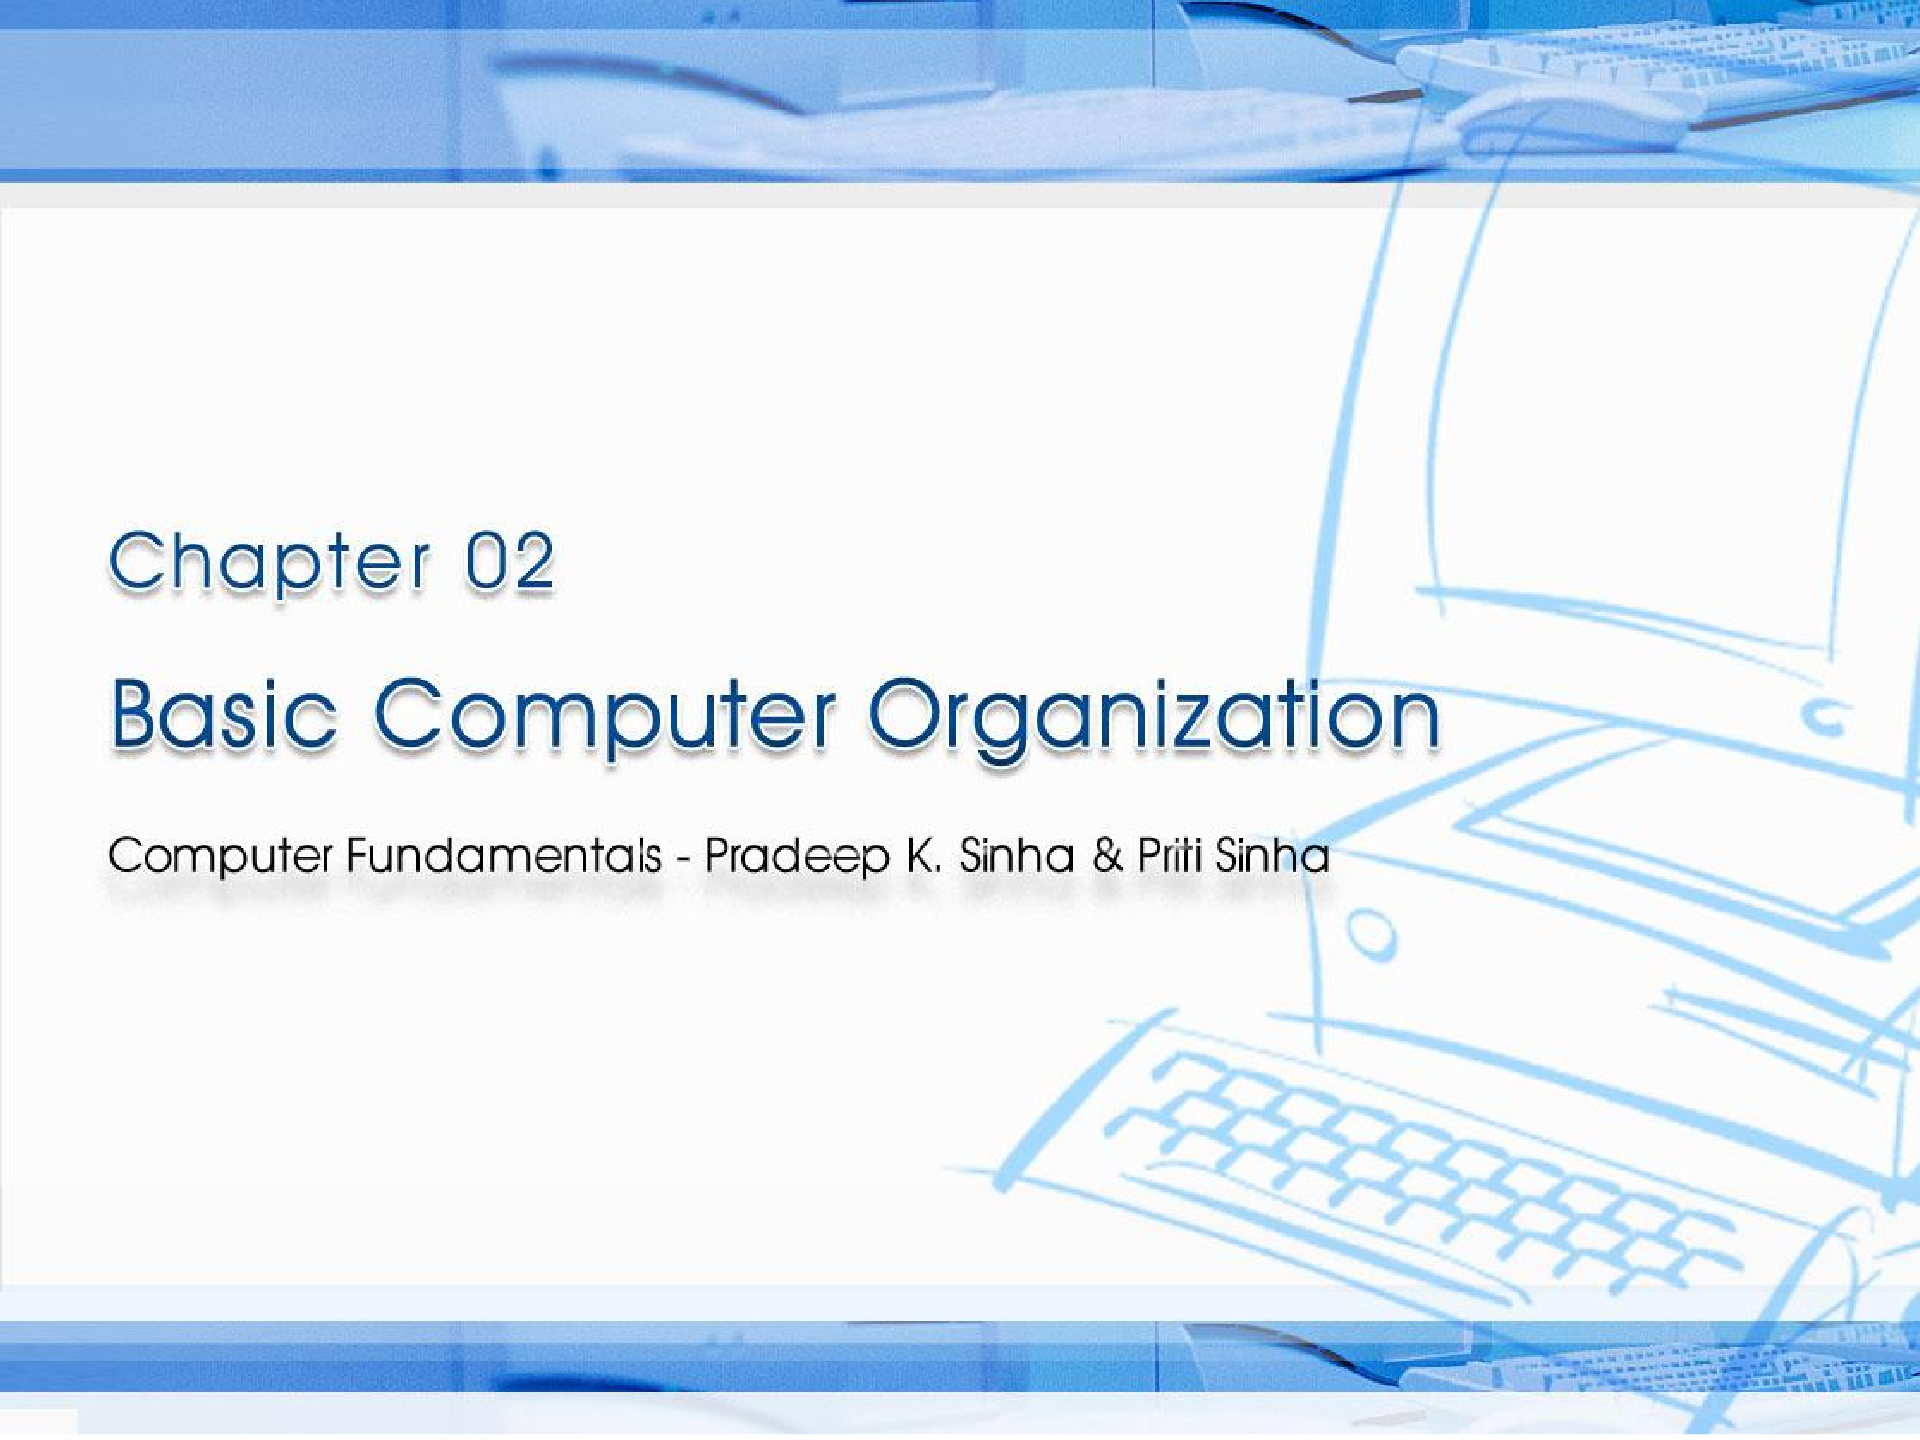 Chapter 02
Basic Computer Organization
Computer Fundamentals - Pradeep K. Sinha & Priti Sinha